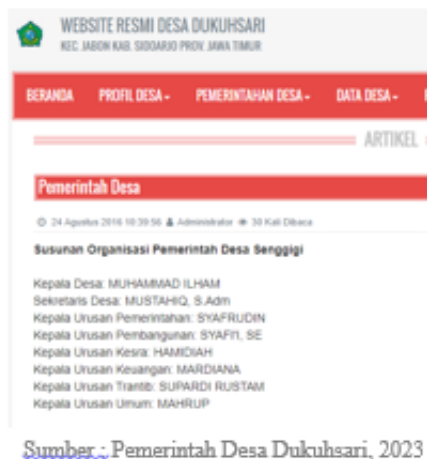 WEBSITE RESMI DESA DUKUHSARI
KEC. JABON KAB. SIDOARJO PROV. JAWA TIMUR
BERANDA PROFIL DESA PEMERINTAHAN DESA DATA DESA
ARTIKEL
Pemerintah Desa
24 Agustus 2016 10:39:56 Administrator 30 Kali Dibaca
Susunan Organisasi Pemerintah Desa Senggigi
Kepala Desa: MUHAMMAD ILHAM
Sekretaris Desa: MUSTAHIQ, S.Adm
Kepala Urusan Pemerintahan: SYAFRUDIN
Kepala Urusan Pembangunan: SYAFI'I, SE
Kepala Urusan Kesra: HAMIDIAH
Kepala Urusan Keuangan: MARDIANA
Kepala Urusan Trantib: SUPARDI RUSTAM
Kepala Urusan Umum: MAHRUP
Sumber : Pemerintah Desa Dukuhsari, 2023